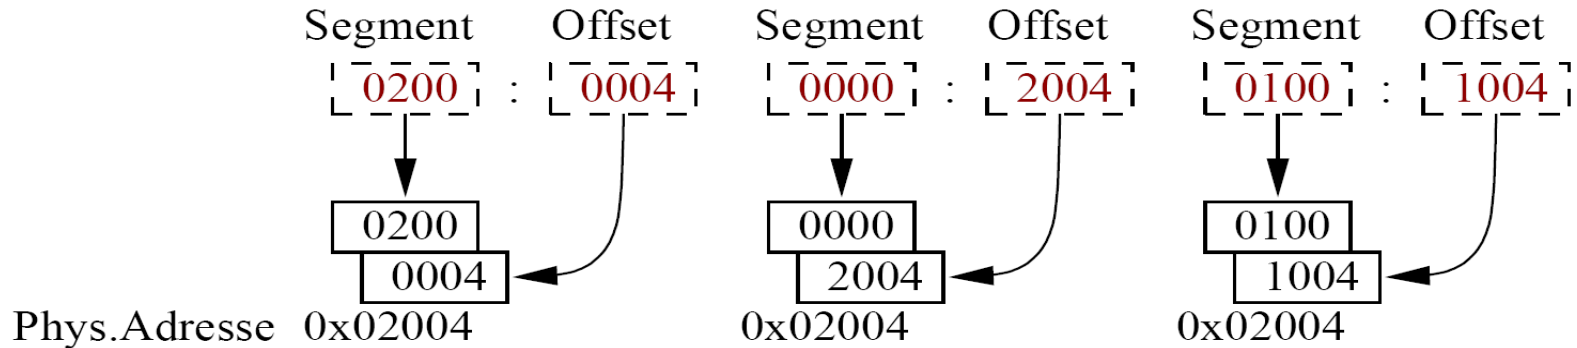 Segment Offset Segment Offset Segment Offset
0200 : 0004 0000 : 2004 0100 : 1004
0200 0000 0100
0004 2004 1004
Phys.Adresse 0x02004 0x02004 0x02004